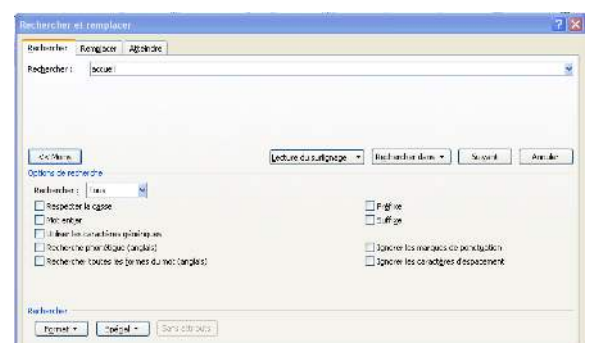 Rechercher et remplacer
Rechercher Remplacer Atteindre
Rechercher : accueil
<< Moins Lecture du surlignage Rechercher dans Suivant Annuler
Options de recherche
Rechercher : Tous
Respecter la casse Préfixe
Mot entier Suffixe
Utiliser les caractères génériques
Recherche phonétique (anglais) Ignorer les marques de ponctuation
Rechercher toutes les formes du mot (anglais) Ignorer les caractères d'espacement
Rechercher
Format Spécial Sans attributs